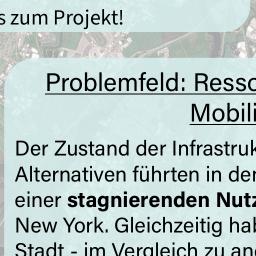 s zum Projekt!
Problemfeld: Resso
Mobili
Der Zustand der Infrastruk
Alternativen führten in der
einer stagnierenden Nutz
New York. Gleichzeitig hab
Stadt - im Vergleich zu an